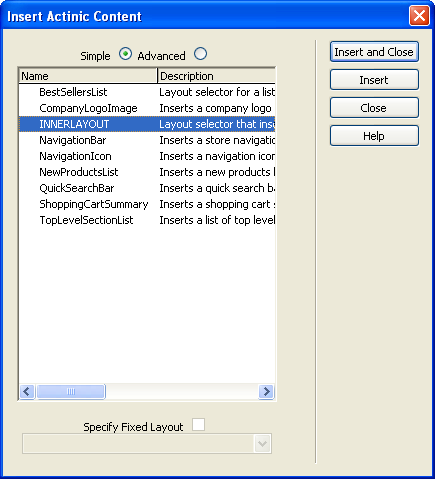 Insert Actinic Content
Simple Advanced
Insert and Close
Name Description
Insert
BestSellersList Layout selector for a list
CompanyLogoImage Inserts a company logo
Close
INNERLAYOUT Layout selector that
NavigationBar Inserts a store
Help
NavigationIcon Inserts a navigation icon
NewProductsList Inserts a new products
QuickSearchBar Inserts a quick search
ShoppingCartSummary Inserts a shopping cart
TopLevelSectionList Inserts a list of top level
Specify Fixed Layout